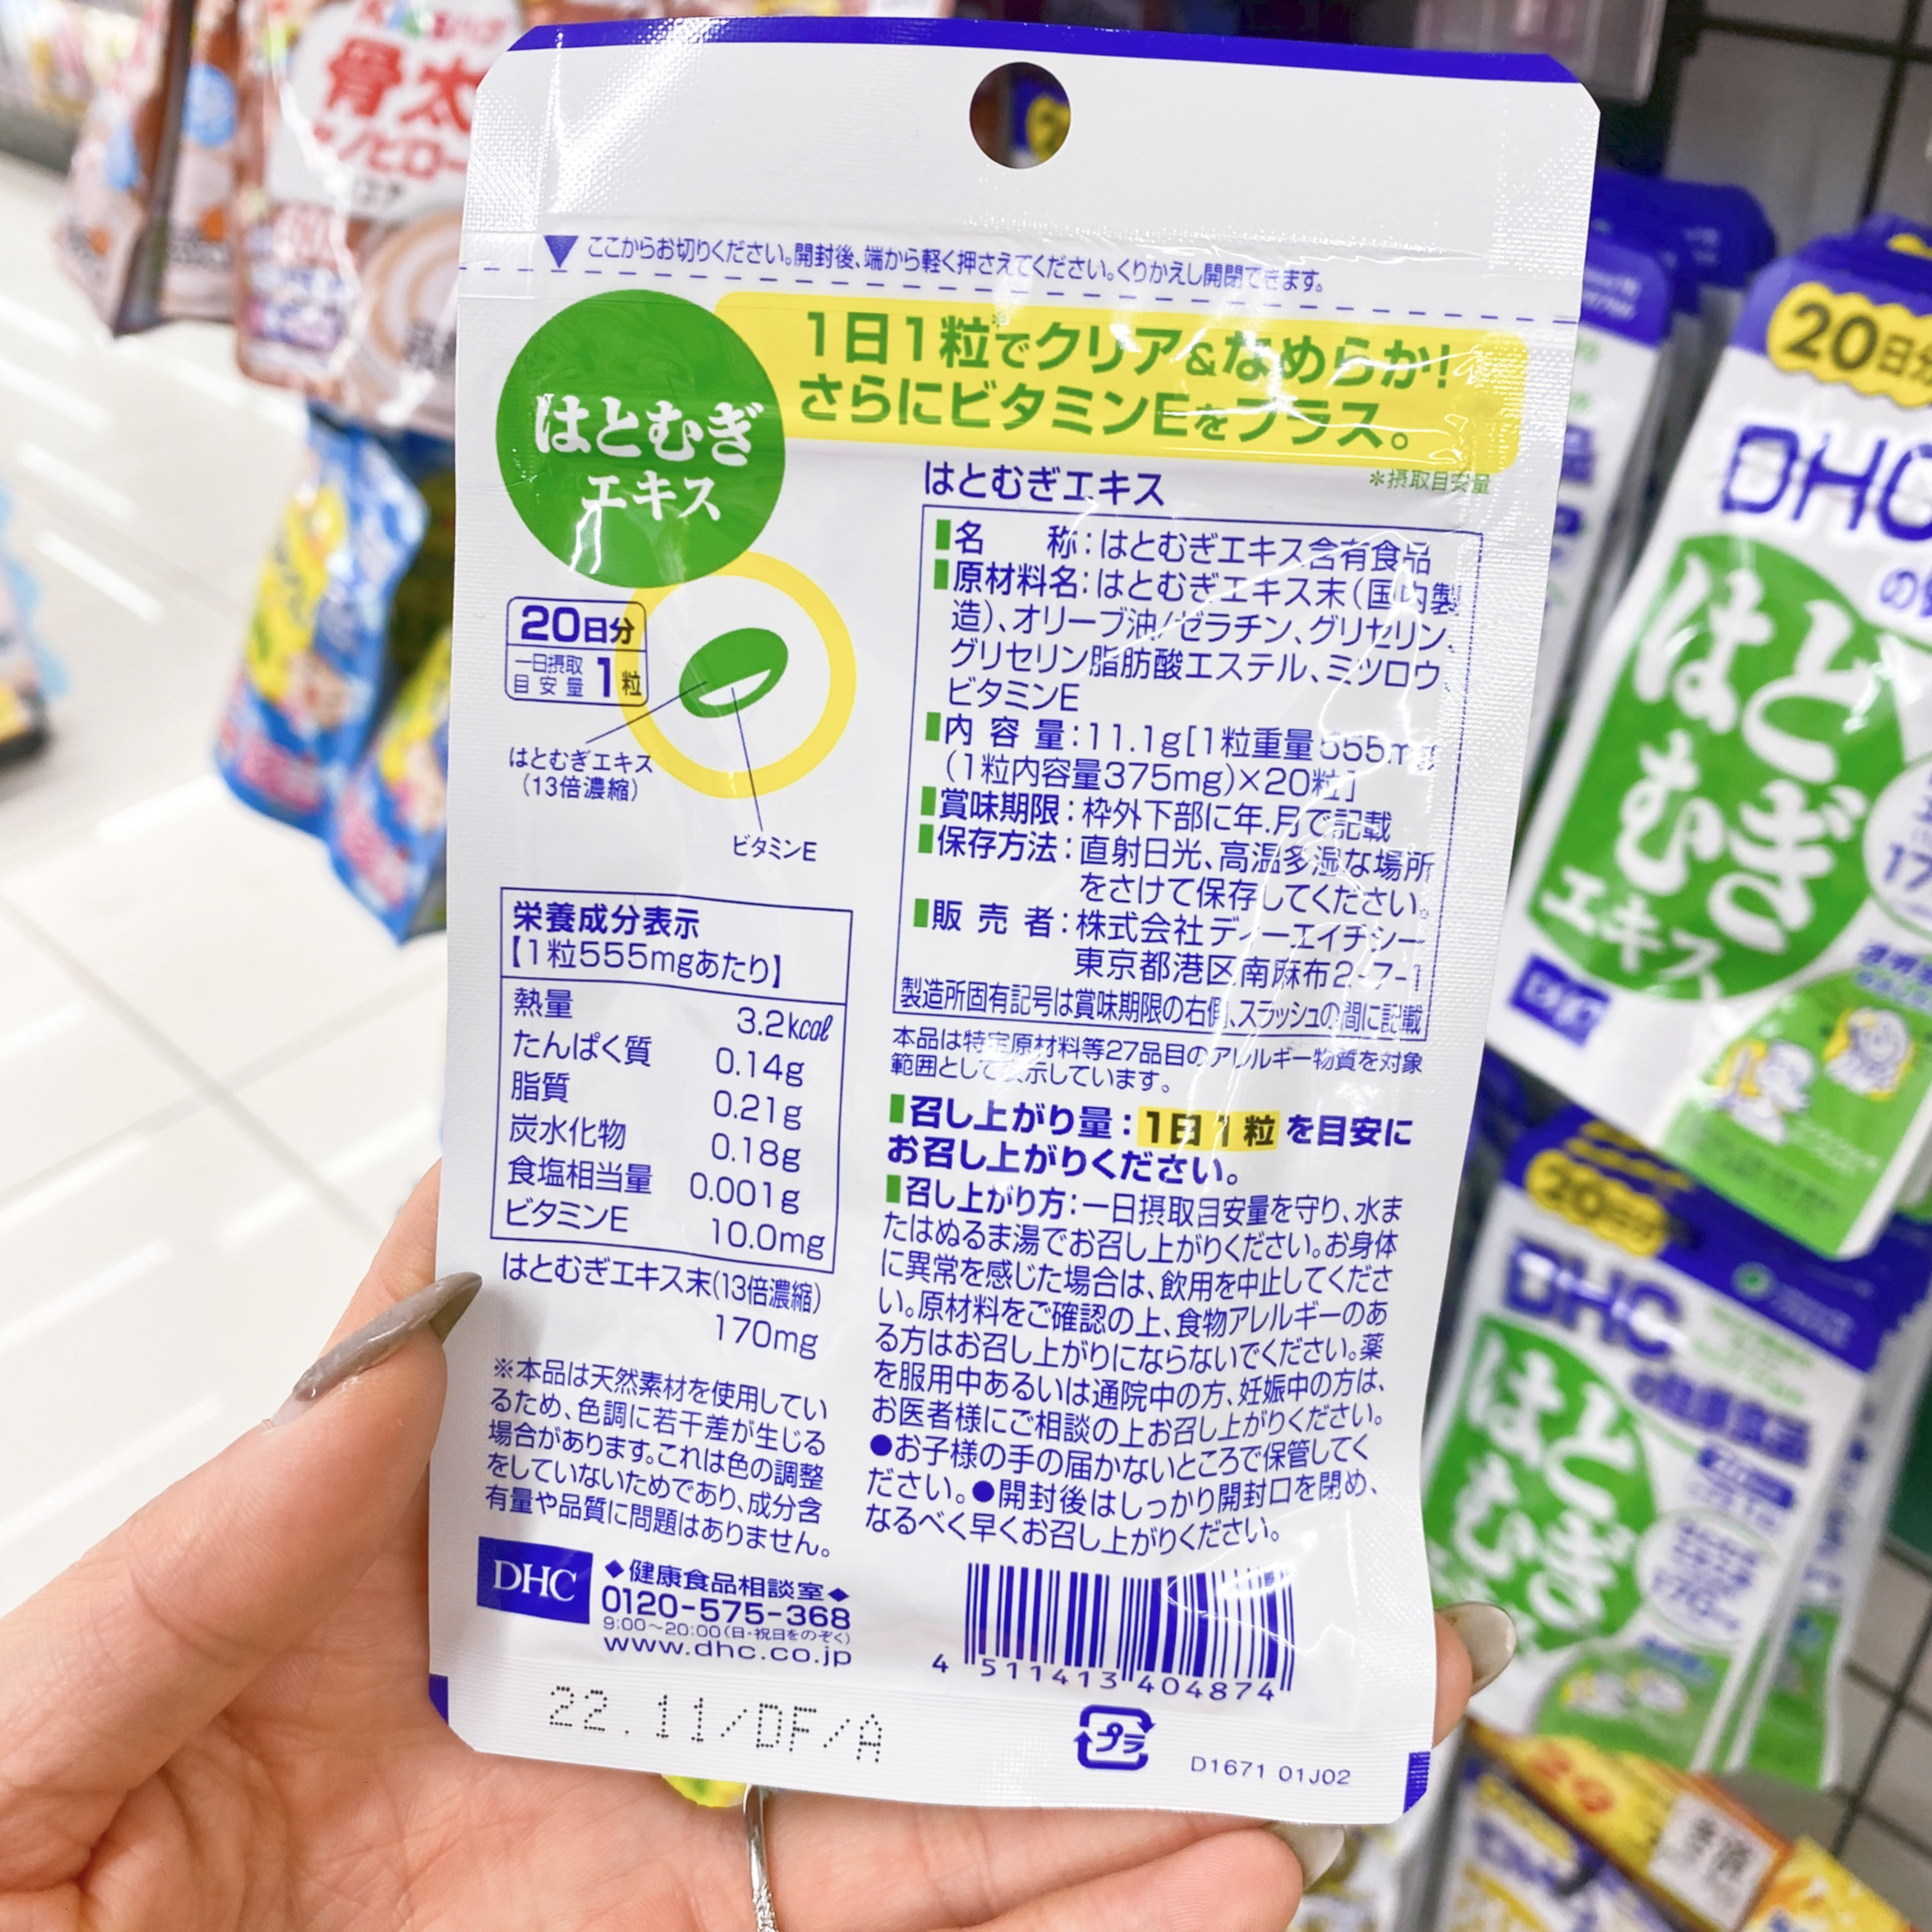 ▼ここからお切りください。開封後、端から軽く押さえてください。くりかえし開閉できます。
はとむぎ
エキス
1日1粒*でクリア&なめらか!
さらにビタミンEをプラス。
*摂取目安量
20日分
一日摂取
目安量 1粒
はとむぎエキス
(13倍濃縮)
ビタミンE
栄養成分表示
【1粒555mgあたり】
熱量 3.2kcal
たんぱく質 0.14g
脂質 0.21g
炭水化物 0.18g
食塩相当量 0.001g
ビタミンE 10.0mg
はとむぎエキス末(13倍濃縮)
170mg
※本品は天然素材を使用してい
るため、色調に若干差が生じる
場合があります。これは色の調整
をしていないためであり、成分含
有量や品質に問題はありません。
はとむぎエキス
名 称:はとむぎエキス含有食品
原材料名:はとむぎエキス末(国内製
造)、オリーブ油/ゼラチン、グリセリン、
グリセリン脂肪酸エステル、ミツロウ、
ビタミンE
内容量:11.1g[1粒重量555mg
(1粒内容量375mg)×20粒]
賞味期限:枠外下部に年.月で記載
保存方法:直射日光、高温多湿な場所
をさけて保存してください。
販売者:株式会社ディーエイチシー
東京都港区南麻布2-7-1
製造所固有記号は賞味期限の右側、スラッシュの間に記載
本品は特定原材料等27品目のアレルギー物質を対象
範囲として表示しています。
召し上がり量:1日1粒を目安に
お召し上がりください。
召し上がり方:一日摂取目安量を守り、水ま
たはぬるま湯でお召し上がりください。お身体
に異常を感じた場合は、飲用を中止してくださ
い。原材料をご確認の上、食物アレルギーのあ
る方はお召し上がりにならないでください。薬
を服用中あるいは通院中の方、妊娠中の方は、
お医者様にご相談の上お召し上がりください。
●お子様の手の届かないところで保管してく
ださい。●開封後はしっかり開封口を閉め、
なるべく早くお召し上がりください。
DHC
◆健康食品相談室◆
0120-575-368
9:00~20:00(日・祝日をのぞく)
www.dhc.co.jp
4 511413 404874
22.11/DF/A
プラ
D1671 01J02
骨太
20日分
DHC
はとむぎ
エキス
DHC
20日分
DHC
の健康食品
はとむぎ